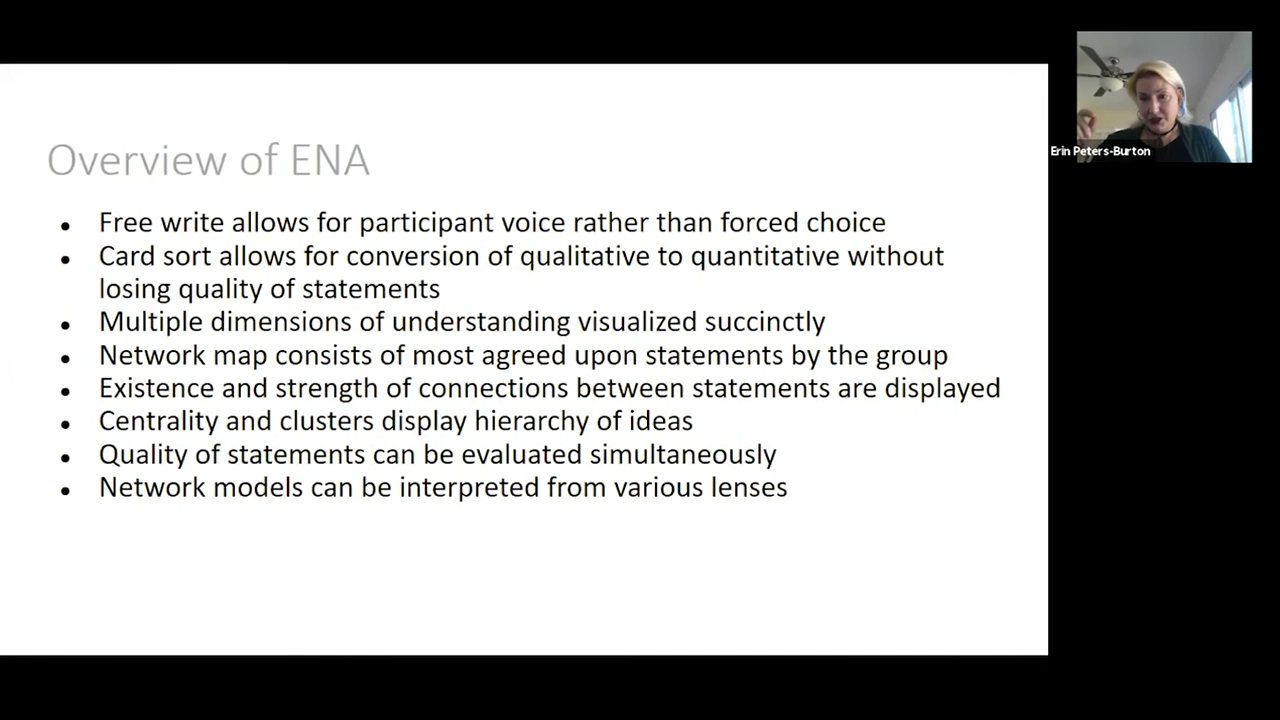 Overview of ENA
Free write allows for participant voice rather than forced choice
Card sort allows for conversion of qualitative to quantitative without
losing quality of statements
Multiple dimensions of understanding visualized succinctly
Network map consists of most agreed upon statements by the group
Existence and strength of connections between statements are displayed
Centrality and clusters display hierarchy of ideas
Quality of statements can be evaluated simultaneously
Network models can be interpreted from various lenses
Erin Peters-Burton